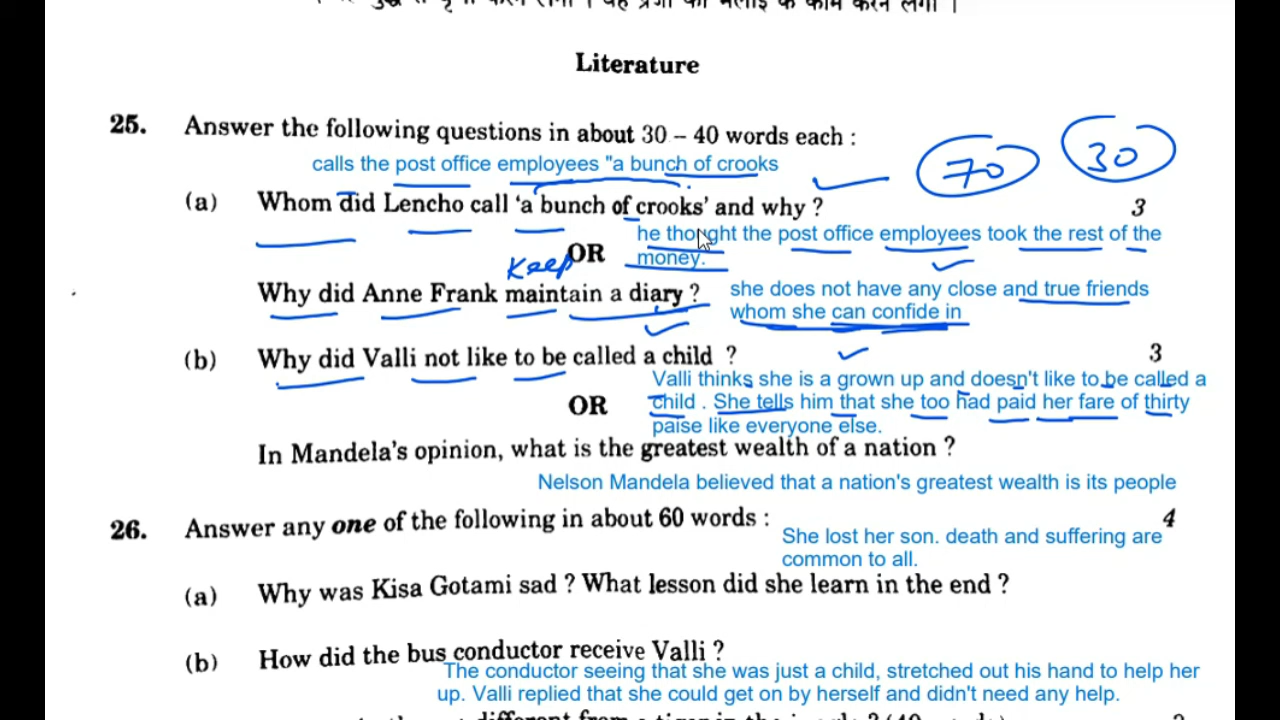 से घृणा करने लगा । वह प्रजा की भलाई के काम करने लगा ।
Literature
25. Answer the following questions in about 30 – 40 words each :
70 30
calls the post office employees "a bunch of crooks
(a) Whom did Lencho call ‘a bunch of crooks’ and why ? 3
he thought the post office employees took the rest of the
OR money.
Keep
Why did Anne Frank maintain a diary ? she does not have any close and true friends
whom she can confide in
(b) Why did Valli not like to be called a child ? 3
Valli thinks she is a grown up and doesn't like to be called a
OR child . She tells him that she too had paid her fare of thirty
paise like everyone else.
In Mandela’s opinion, what is the greatest wealth of a nation ?
Nelson Mandela believed that a nation's greatest wealth is its people
26. Answer any one of the following in about 60 words : 4
She lost her son. death and suffering are
common to all.
(a) Why was Kisa Gotami sad ? What lesson did she learn in the end ?
(b) How did the bus conductor receive Valli ?
The conductor seeing that she was just a child, stretched out his hand to help her
up. Valli replied that she could get on by herself and didn't need any help.